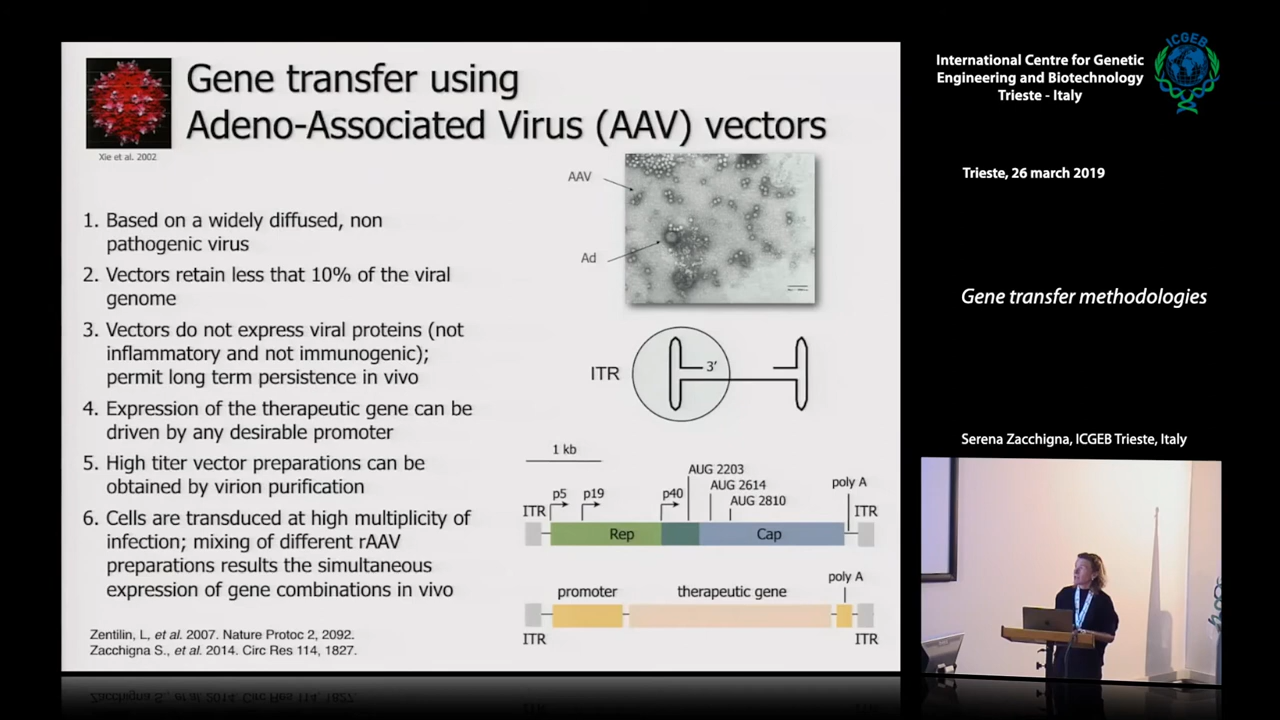 Gene transfer using
Adeno-Associated Virus (AAV) vectors
Xie et al. 2002
1. Based on a widely diffused, non
pathogenic virus
2. Vectors retain less that 10% of the viral
genome
3. Vectors do not express viral proteins (not
inflammatory and not immunogenic);
permit long term persistence in vivo
4. Expression of the therapeutic gene can be
driven by any desirable promoter
5. High titer vector preparations can be
obtained by virion purification
6. Cells are transduced at high multiplicity of
infection; mixing of different rAAV
preparations results the simultaneous
expression of gene combinations in vivo
Zentilin, L, et al. 2007. Nature Protoc 2, 2092.
Zacchigna S., et al. 2014. Circ Res 114, 1827.
AAV
Ad
ITR
3'
1 kb
AUG 2203
AUG 2614
AUG 2810
poly A
p5
p19
p40
ITR
ITR
Rep
Cap
poly A
promoter
therapeutic gene
ITR
ITR
International Centre for Genetic
Engineering and Biotechnology
Trieste - Italy
ICGEB
Trieste, 26 march 2019
Gene transfer methodologies
Serena Zacchigna, ICGEB Trieste, Italy